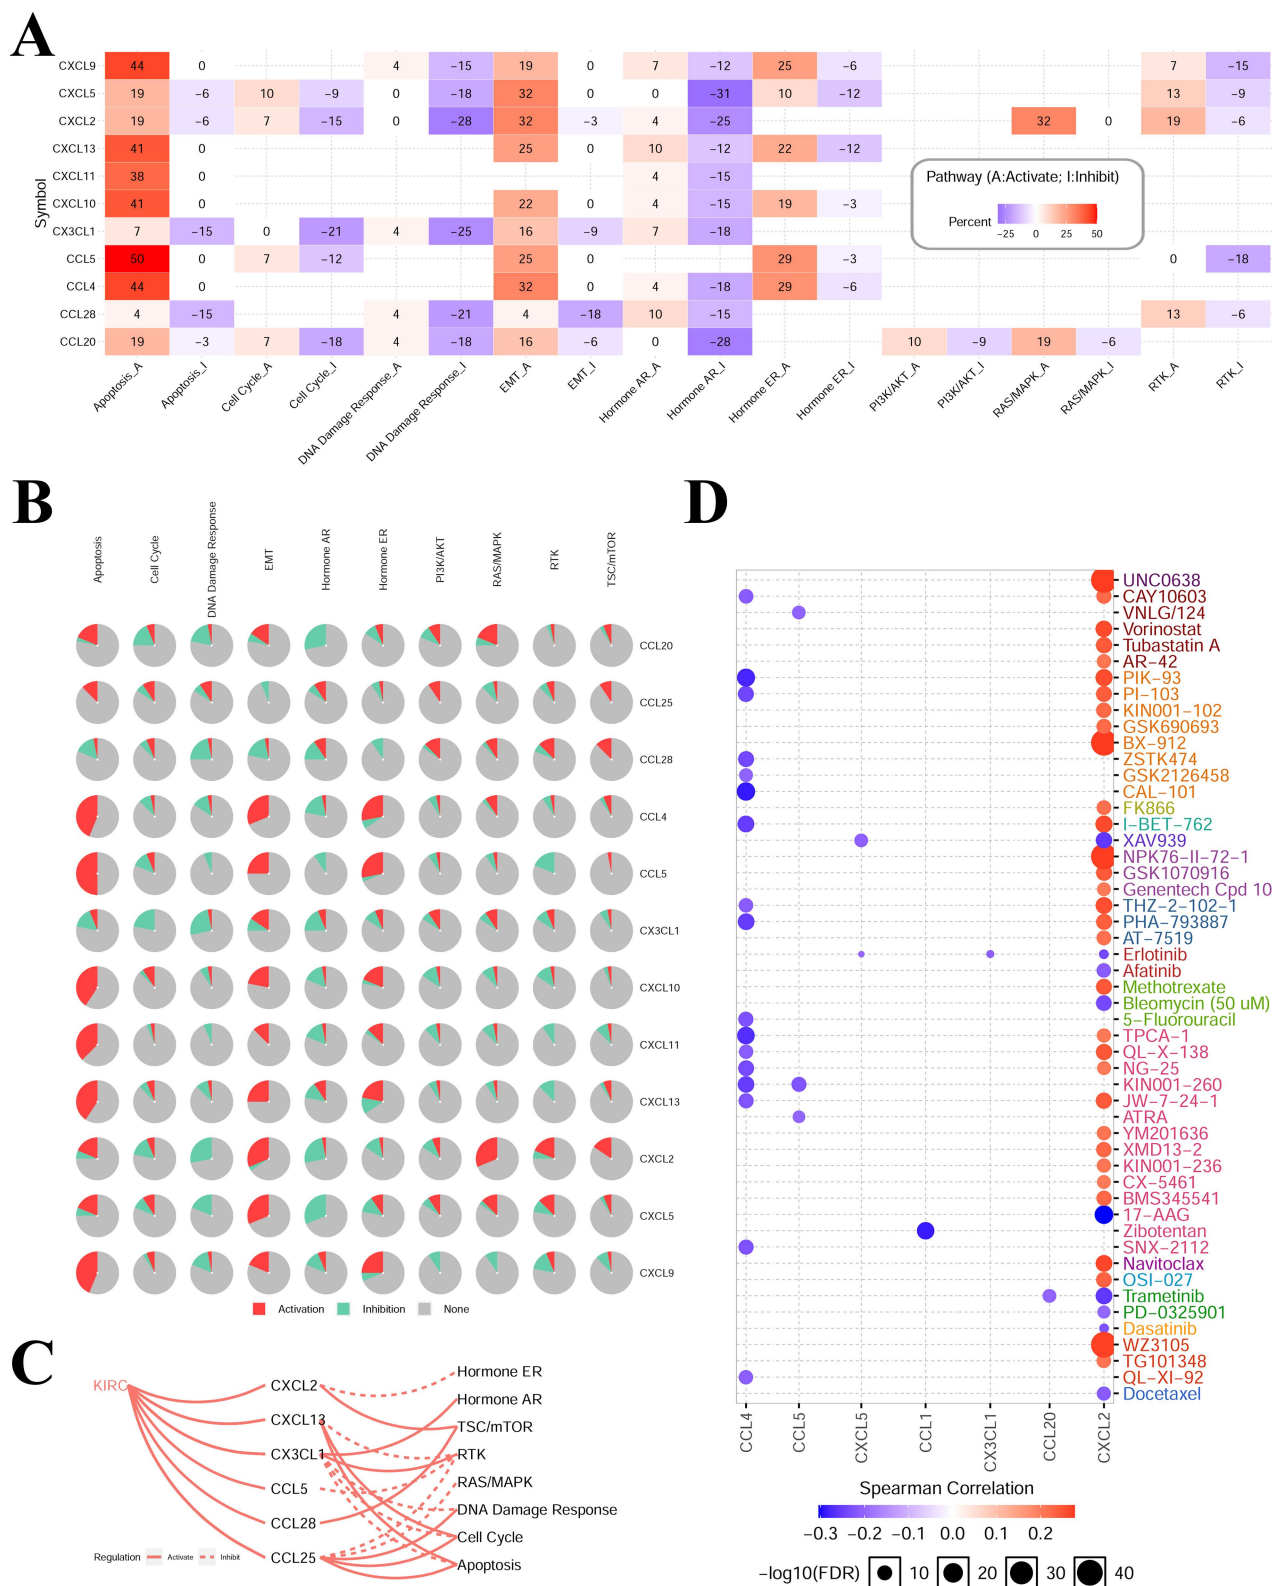 A
Symbol
CXCL9 44 0 4 -15 19 0 7 -12 25 -6 7 -15
CXCL5 19 -6 10 -9 0 -18 32 0 0 -31 10 -12 13 -9
CXCL2 19 -6 7 -15 0 -28 32 -3 4 -25 32 0 19 -6
CXCL13 41 0 25 0 10 -12 22 -12
CXCL11 38 0 4 -15
CXCL10 41 0 22 0 4 -15 19 -3
CX3CL1 7 -15 0 -21 4 -25 16 -9 7 -18
CCL5 50 0 7 -12 25 0 29 -3 0 -18
CCL4 44 0 32 0 4 -18 29 -6
CCL28 4 -15 4 -21 4 -18 10 -15 13 -6
CCL20 19 -3 7 -18 4 -18 16 -6 0 -28 10 -9 19 -6
Pathway (A:Activate; I:Inhibit)
Percent
-25 0 25 50
Apoptosis_A Apoptosis_I Cell Cycle_A Cell Cycle_I DNA Damage Response_A DNA Damage Response_I EMT_A EMT_I Hormone AR_A Hormone AR_I Hormone ER_A Hormone ER_I PI3K/AKT_A PI3K/AKT_I RAS/MAPK_A RAS/MAPK_I RTK_A RTK_I
B
Apoptosis Cell Cycle DNA Damage Response EMT Hormone AR Hormone ER PI3K/AKT RAS/MAPK RTK TSC/mTOR
CCL20
CCL25
CCL28
CCL4
CCL5
CX3CL1
CXCL10
CXCL11
CXCL13
CXCL2
CXCL5
CXCL9
Activation Inhibition None
C
KIRC
CXCL2
CXCL13
CX3CL1
CCL5
CCL28
CCL25
Hormone ER
Hormone AR
TSC/mTOR
RTK
RAS/MAPK
DNA Damage Response
Cell Cycle
Apoptosis
Regulation Activate Inhibit
D
UNC0638
CAY10603
VNLG/124
Vorinostat
Tubastatin A
AR-42
PIK-93
PI-103
KIN001-102
GSK690693
BX-912
ZSTK474
GSK2126458
CAL-101
FK866
I-BET-762
XAV939
NPK76-II-72-1
GSK1070916
Genentech Cpd 10
THZ-2-102-1
PHA-793887
AT-7519
Erlotinib
Afatinib
Methotrexate
Bleomycin (50 uM)
5-Fluorouracil
TPCA-1
QL-X-138
NG-25
KIN001-260
JW-7-24-1
ATRA
YM201636
XMD13-2
KIN001-236
CX-5461
BMS345541
17-AAG
Zibotentan
SNX-2112
Navitoclax
OSI-027
Trametinib
PD-0325901
Dasatinib
WZ3105
TG101348
QL-XI-92
Docetaxel
CCL4 CCL5 CXCL5 CCL1 CX3CL1 CCL20 CXCL2
Spearman Correlation
-0.3 -0.2 -0.1 0.0 0.1 0.2
-log10(FDR) 10 20 30 40